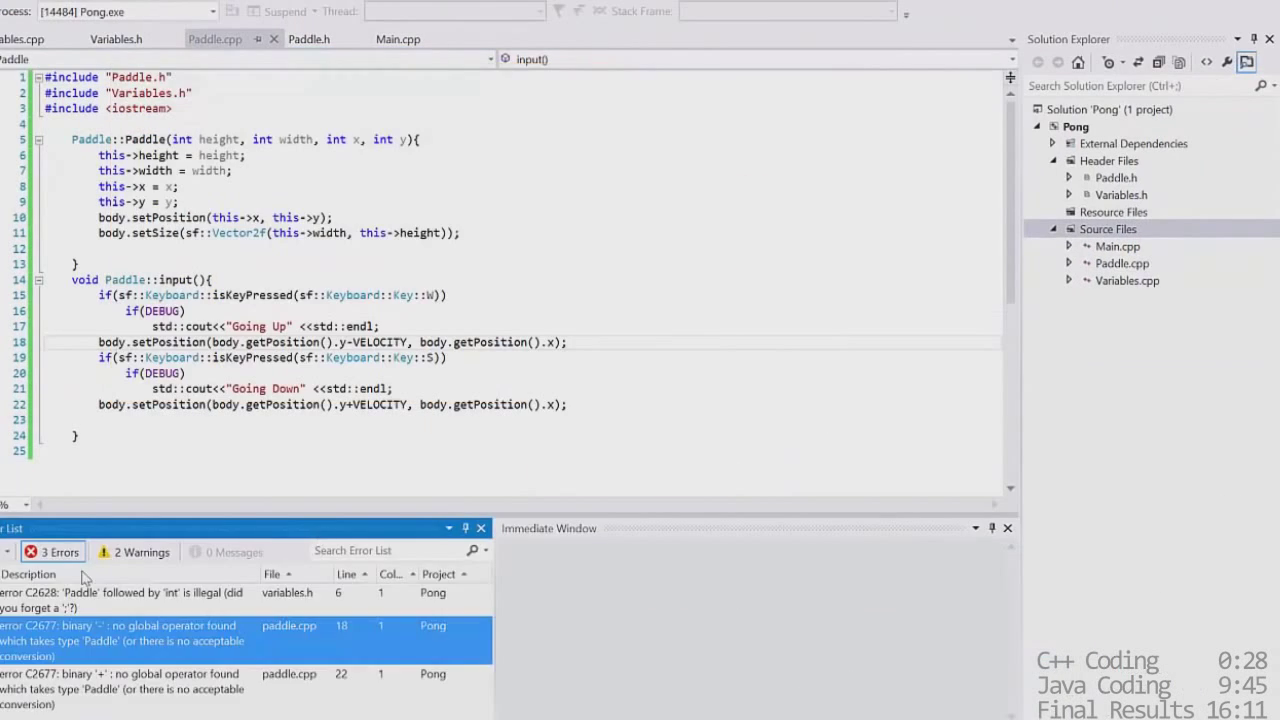 rocess: [14484] Pong.exe Suspend Thread: Stack Frame:
ables.cpp Variables.h Paddle.cpp Paddle.h Main.cpp
Paddle input()
1 #include "Paddle.h"
2 #include "Variables.h"
3 #include <iostream>
4
5 Paddle::Paddle(int height, int width, int x, int y){
6 this->height = height;
7 this->width = width;
8 this->x = x;
9 this->y = y;
10 body.setPosition(this->x, this->y);
11 body.setSize(sf::Vector2f(this->width, this->height));
12
13 }
14 void Paddle::input(){
15 if(sf::Keyboard::isKeyPressed(sf::Keyboard::Key::W))
16 if(DEBUG)
17 std::cout<<"Going Up" <<std::endl;
18 body.setPosition(body.getPosition().y-VELOCITY, body.getPosition().x);
19 if(sf::Keyboard::isKeyPressed(sf::Keyboard::Key::S))
20 if(DEBUG)
21 std::cout<<"Going Down" <<std::endl;
22 body.setPosition(body.getPosition().y+VELOCITY, body.getPosition().x);
23
24 }
25
%
Solution Explorer
Search Solution Explorer (Ctrl+;)
Solution 'Pong' (1 project)
Pong
External Dependencies
Header Files
Paddle.h
Variables.h
Resource Files
Source Files
Main.cpp
Paddle.cpp
Variables.cpp
r List
3 Errors 2 Warnings 0 Messages Search Error List
Description File Line Col... Project
error C2628: 'Paddle' followed by 'int' is illegal (did variables.h 6 1 Pong
you forget a ';'?)
error C2677: binary '-' : no global operator found paddle.cpp 18 1 Pong
which takes type 'Paddle' (or there is no acceptable
conversion)
error C2677: binary '+' : no global operator found paddle.cpp 22 1 Pong
which takes type 'Paddle' (or there is no acceptable
conversion)
Immediate Window
C++ Coding 0:28
Java Coding 9:45
Final Results 16:11